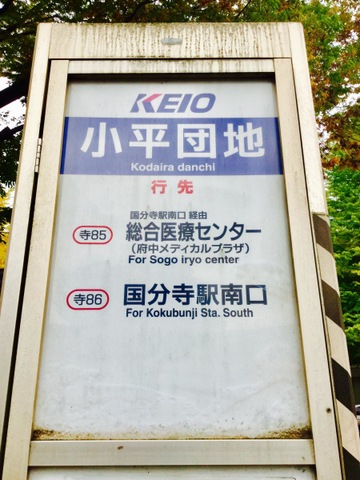 KEIO
小平団地
Kodaira danchi
行先
国分寺駅南口 経由
寺85 総合医療センター
(府中メディカルプラザ)
For Sogo iryo center
寺86 国分寺駅南口
For Kokubunji Sta. South